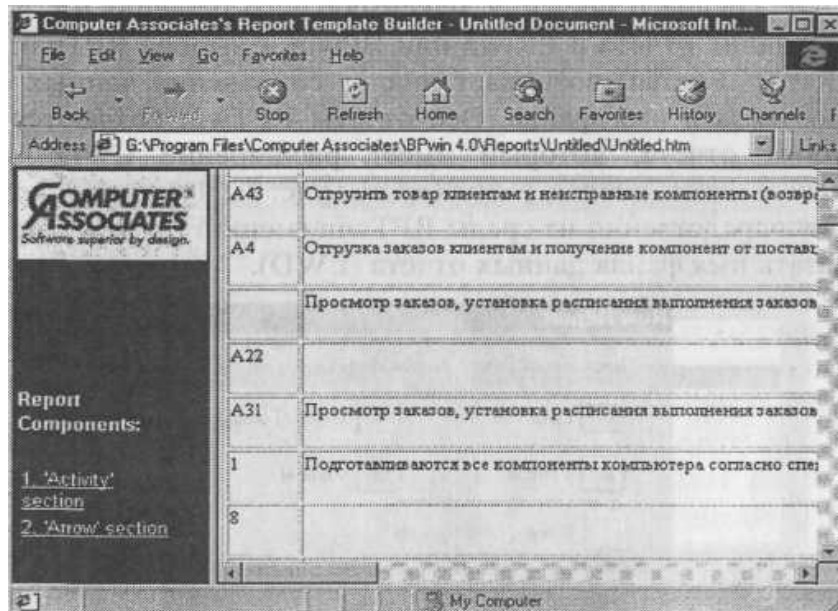 Computer Associates's Report Template Builder - Untitled Document - Microsoft Int...
File Edit View Go Favorites Help
Back Forward Stop Refresh Home Search Favorites History Channels
Address G:\Program Files\Computer Associates\BPwin 4.0\Reports\Untitled\Untitled.htm Links
COMPUTER ASSOCIATES
Software superior by design.
Report
Components:
1. 'Activity'
section
2. 'Arrow' section
A43 Отгрузить товар клиентам и неисправные компоненты (возвра
A4 Отгрузка заказов клиентам и получение компонент от постав
Просмотр заказов, установка расписания выполнения заказов
A22
A31 Просмотр заказов, установка расписания выполнения заказов
1 Подготавливаются все компоненты компьютера согласно спе
8
My Computer